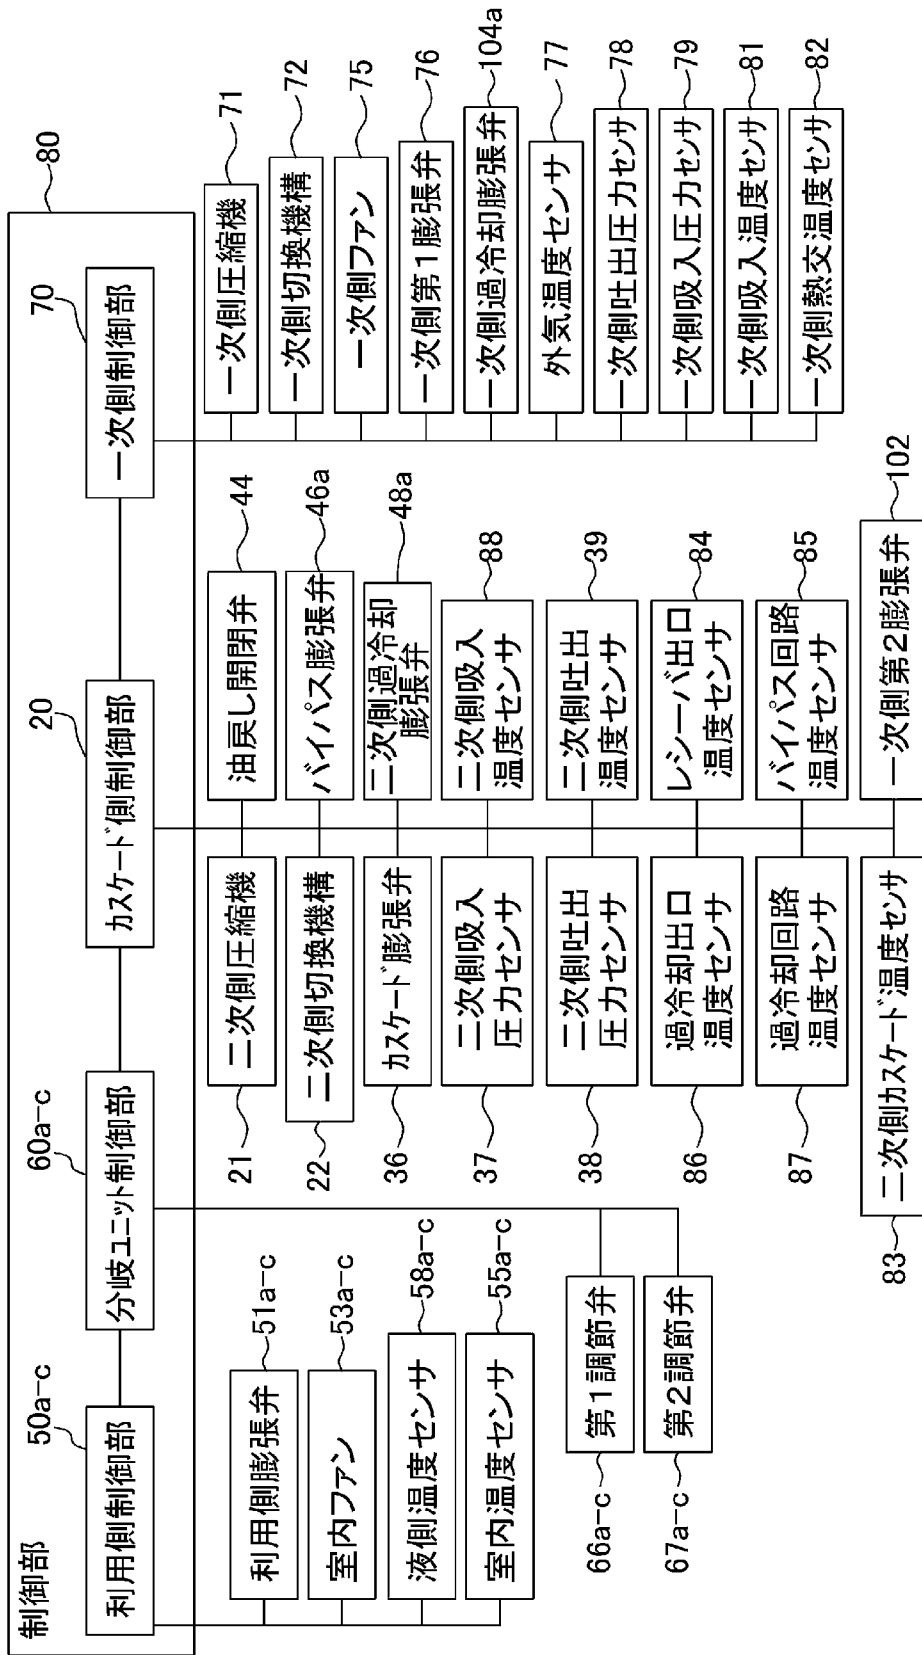 制御部
80
50a-c
利用側制御部
60a-c
分岐ユニット制御部
20
カスケード側制御部
70
一次側制御部
利用側膨張弁
51a-c
室内ファン
53a-c
液側温度センサ
58a-c
室内温度センサ
55a-c
第1調節弁
66a-c
第2調節弁
67a-c
二次側圧縮機
21
二次側切換機構
22
カスケード膨張弁
36
二次側吸入
圧力センサ
37
二次側吐出
圧力センサ
38
過冷却出口
温度センサ
86
過冷却回路
温度センサ
87
二次側カスケード温度センサ
83
油戻し開閉弁
44
バイパス膨張弁
46a
二次側過冷却
膨張弁
48a
二次側吸入
温度センサ
88
二次側吐出
温度センサ
39
レシーバ出口
温度センサ
84
バイパス回路
温度センサ
85
一次側第2膨張弁
102
一次側圧縮機
71
一次側切換機構
72
一次側ファン
75
一次側第1膨張弁
76
一次側過冷却膨張弁
104a
外気温度センサ
77
一次側吐出圧力センサ
78
一次側吸入圧力センサ
79
一次側吸入温度センサ
81
一次側熱交温度センサ
82